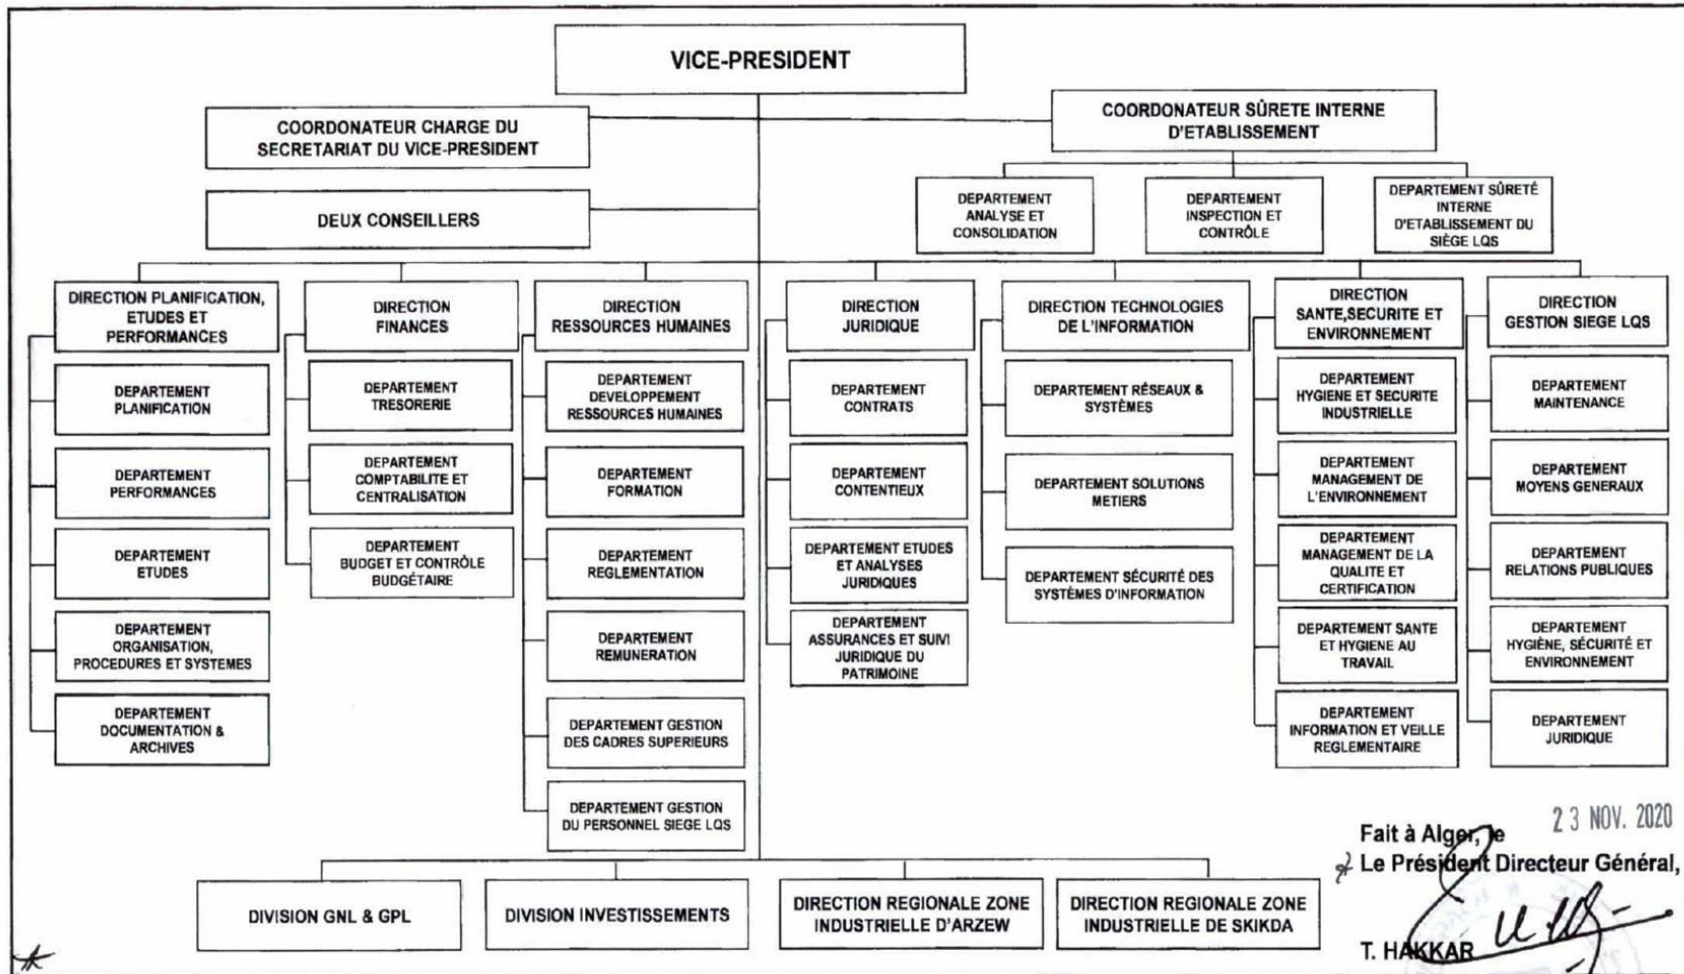 VICE-PRESIDENT
COORDONATEUR CHARGE DU
SECRETARIAT DU VICE-PRESIDENT
COORDONATEUR SÛRETE INTERNE
D'ETABLISSEMENT
DEUX CONSEILLERS
DEPARTEMENT
ANALYSE ET
CONSOLIDATION
DEPARTEMENT
INSPECTION ET
CONTRÔLE
DEPARTEMENT SÛRETÉ
INTERNE
D'ETABLISSEMENT DU
SIÈGE LQS
DIRECTION PLANIFICATION,
ETUDES ET
PERFORMANCES
DEPARTEMENT
PLANIFICATION
DEPARTEMENT
PERFORMANCES
DEPARTEMENT
ETUDES
DEPARTEMENT
ORGANISATION,
PROCEDURES ET SYSTEMES
DEPARTEMENT
DOCUMENTATION &
ARCHIVES
DIRECTION
FINANCES
DEPARTEMENT
TRESORERIE
DEPARTEMENT
COMPTABILITE ET
CENTRALISATION
DEPARTEMENT
BUDGET ET CONTRÔLE
BUDGÉTAIRE
DIRECTION
RESSOURCES HUMAINES
DEPARTEMENT
DEVELOPPEMENT
RESSOURCES HUMAINES
DEPARTEMENT
FORMATION
DEPARTEMENT
REGLEMENTATION
DEPARTEMENT
REMUNERATION
DEPARTEMENT GESTION
DES CADRES SUPERIEURS
DEPARTEMENT GESTION
DU PERSONNEL SIEGE LQS
DIRECTION
JURIDIQUE
DEPARTEMENT
CONTRATS
DEPARTEMENT
CONTENTIEUX
DEPARTEMENT ETUDES
ET ANALYSES
JURIDIQUES
DEPARTEMENT
ASSURANCES ET SUIVI
JURIDIQUE DU
PATRIMOINE
DIRECTION TECHNOLOGIES
DE L'INFORMATION
DEPARTEMENT RÉSEAUX &
SYSTÈMES
DEPARTEMENT SOLUTIONS
METIERS
DEPARTEMENT SÉCURITÉ DES
SYSTÈMES D'INFORMATION
DIRECTION
SANTE,SECURITE ET
ENVIRONNEMENT
DEPARTEMENT
HYGIENE ET SECURITE
INDUSTRIELLE
DEPARTEMENT
MANAGEMENT DE
L'ENVIRONNEMENT
DEPARTEMENT
MANAGEMENT DE LA
QUALITE ET
CERTIFICATION
DEPARTEMENT SANTE
ET HYGIENE AU
TRAVAIL
DEPARTEMENT
INFORMATION ET VEILLE
REGLEMENTAIRE
DIRECTION
GESTION SIEGE LQS
DEPARTEMENT
MAINTENANCE
DEPARTEMENT
MOYENS GENERAUX
DEPARTEMENT
RELATIONS PUBLIQUES
DEPARTEMENT
HYGIÈNE, SÉCURITÉ ET
ENVIRONNEMENT
DEPARTEMENT
JURIDIQUE
DIVISION GNL & GPL
DIVISION INVESTISSEMENTS
DIRECTION REGIONALE ZONE
INDUSTRIELLE D'ARZEW
DIRECTION REGIONALE ZONE
INDUSTRIELLE DE SKIKDA
Fait à Alger, le 23 NOV. 2020
Le Président Directeur Général,
T. HAKKAR